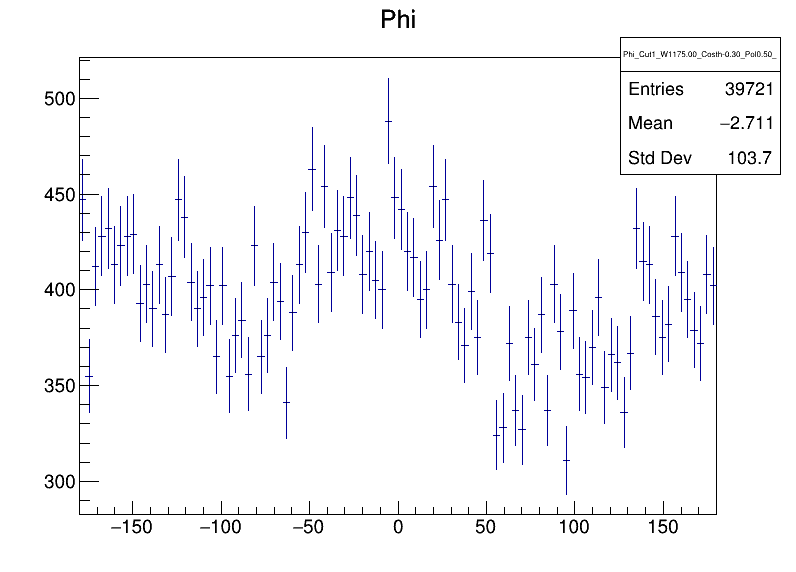 Phi
Phi_Cut1_W1175.00_Costh-0.30_Pol0.50_
Entries 39721
Mean −2.711
Std Dev 103.7
500
450
400
350
300
−150 −100 −50 0 50 100 150